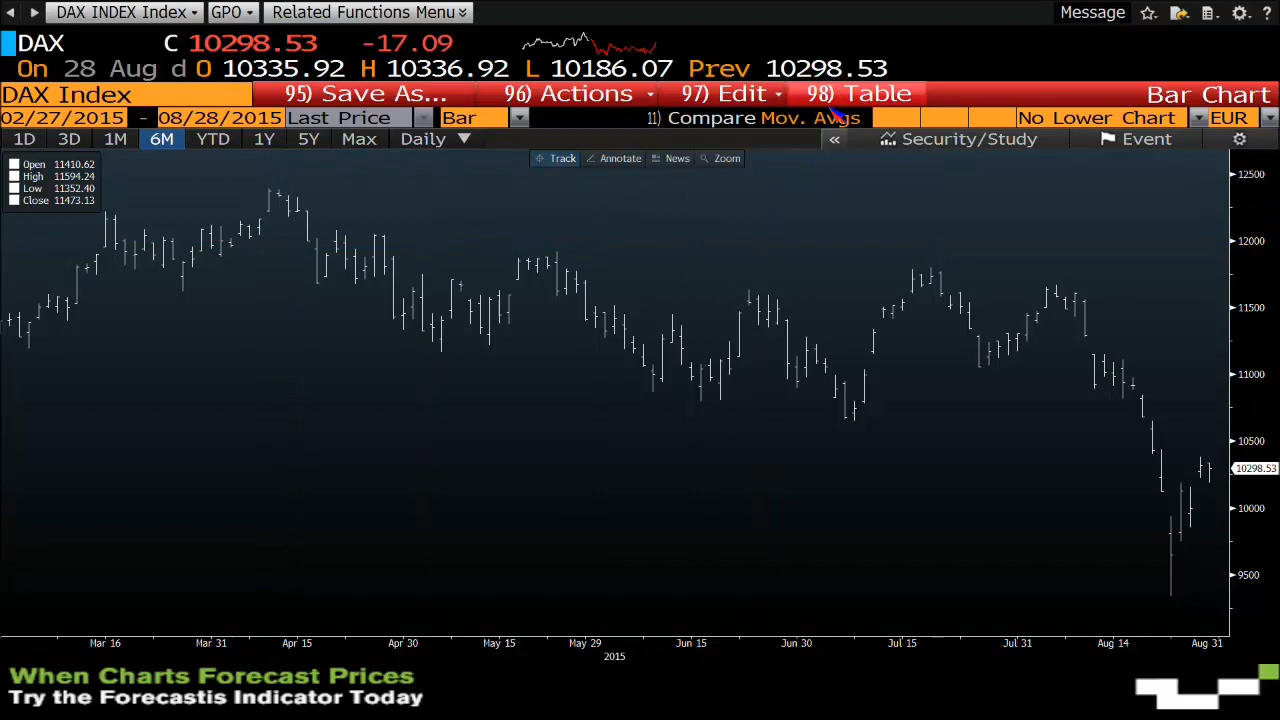 DAX INDEX Index GPO Related Functions Menu Message ?
DAX C 10298.53 -17.09
On 28 Aug d O 10335.92 H 10336.92 L 10186.07 Prev 10298.53
DAX Index 95) Save As... 96) Actions 97) Edit 98) Table Bar Chart
02/27/2015 - 08/28/2015 Last Price Bar 11) Compare Mov. Avgs No Lower Chart EUR
1D 3D 1M 6M YTD 1Y 5Y Max Daily « Security/Study Event
Track Annotate News Zoom
Open 11410.62
High 11594.24
Low 11352.40
Close 11473.13
12500
12000
11500
11000
10500
10298.53
10000
9500
Mar 16 Mar 31 Apr 15 Apr 30 May 15 May 29 Jun 15 Jun 30 Jul 15 Jul 31 Aug 14 Aug 31
2015
When Charts Forecast Prices
Try the Forecastis Indicator Today